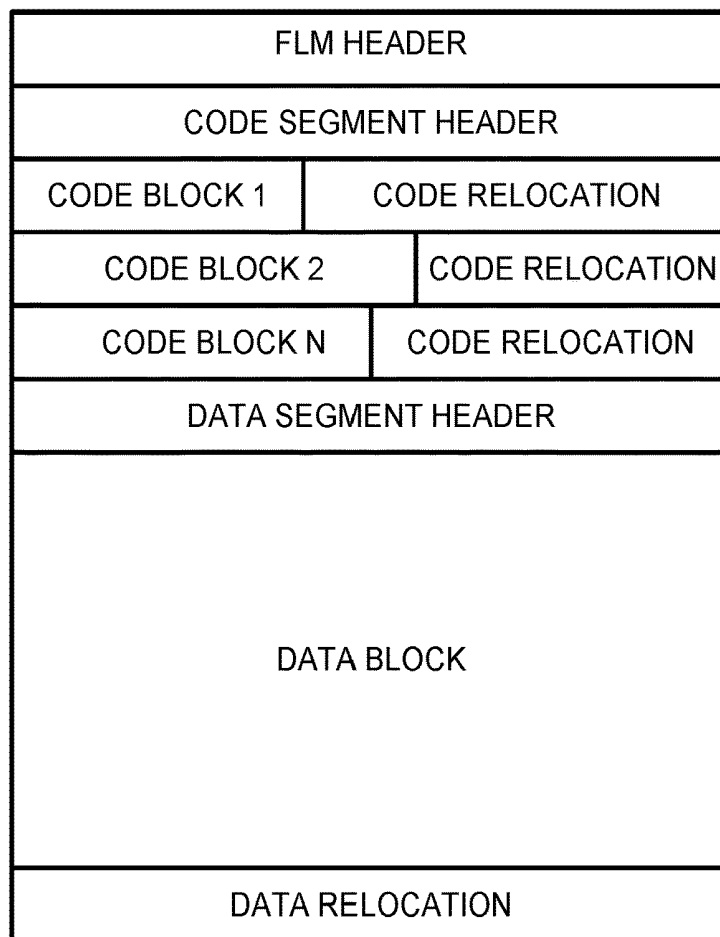 FLM HEADER
CODE SEGMENT HEADER
CODE BLOCK 1 CODE RELOCATION
CODE BLOCK 2 CODE RELOCATION
CODE BLOCK N CODE RELOCATION
DATA SEGMENT HEADER
DATA BLOCK
DATA RELOCATION